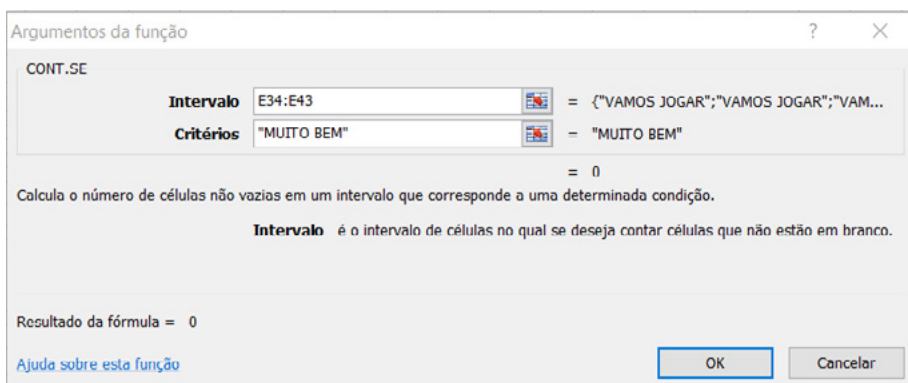 Argumentos da função ? ×
CONT.SE
Intervalo E34:E43 = {"VAMOS JOGAR";"VAMOS JOGAR";"VAM...
Critérios "MUITO BEM" = "MUITO BEM"
= 0
Calcula o número de células não vazias em um intervalo que corresponde a uma determinada condição.
Intervalo é o intervalo de células no qual se deseja contar células que não estão em branco.
Resultado da fórmula = 0
Ajuda sobre esta função OK Cancelar